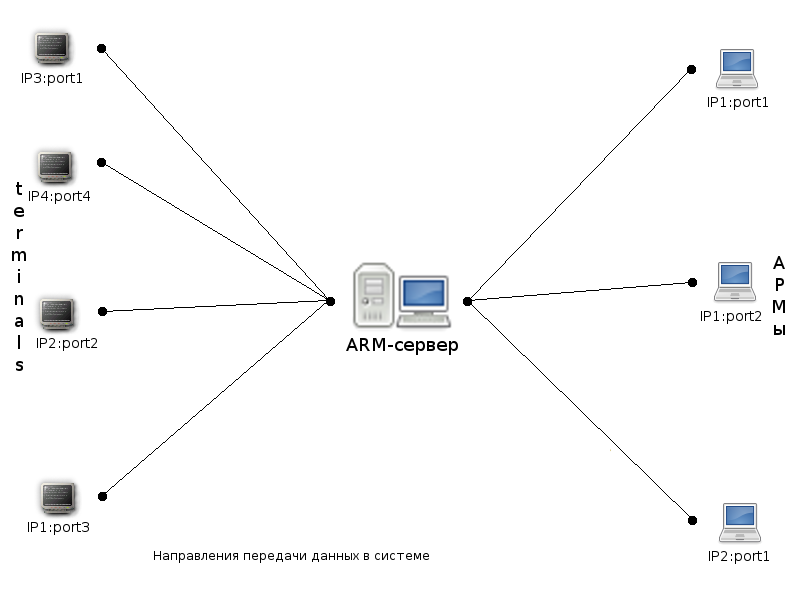 IP3:port1
IP1:port1
IP4:port4
terminals
АРМы
IP1:port2
IP2:port2
ARM-сервер
IP1:port3
Направления передачи данных в системе
IP2:port1